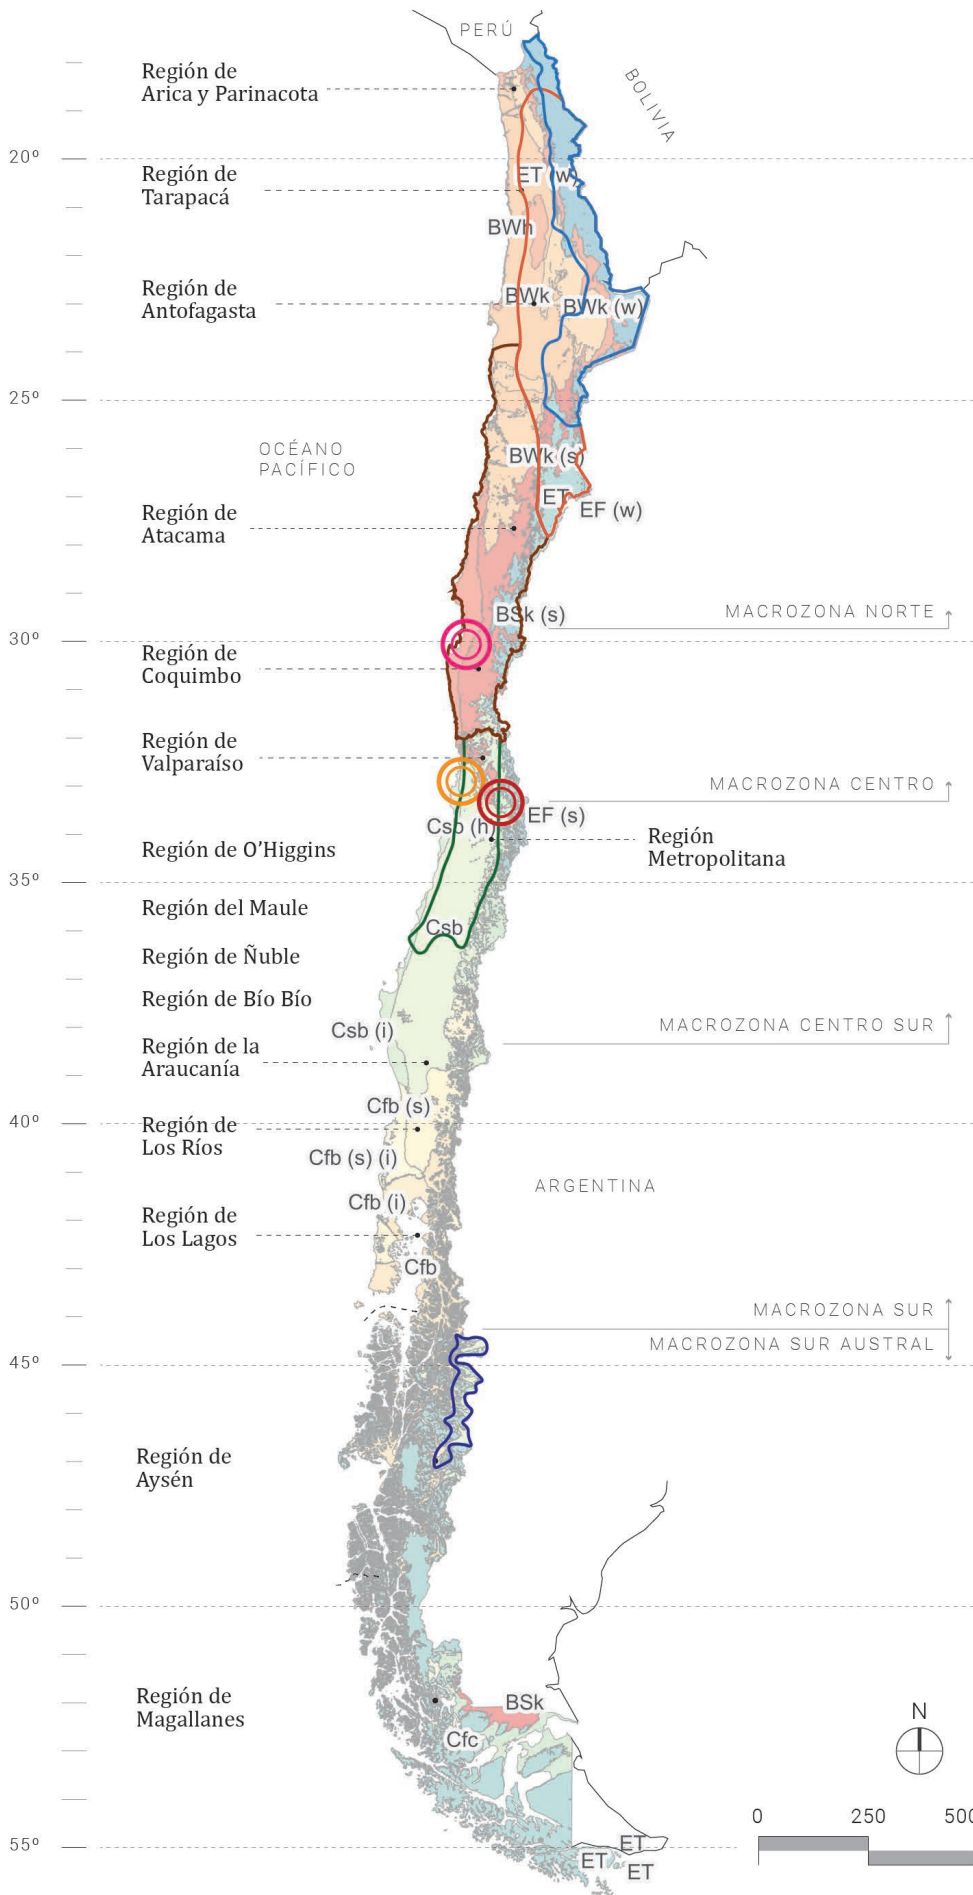 PERÚ
Región de
Arica y Parinacota
BOLIVIA
20º
Región de
Tarapacá
ET (w)
BWh
Región de
Antofagasta
BWk
BWk (w)
25º
OCÉANO
PACÍFICO
BWk (s)
ET
EF (w)
Región de
Atacama
BSk (s)
MACROZONA NORTE
30º
Región de
Coquimbo
Región de
Valparaíso
MACROZONA CENTRO
EF (s)
Csb (h)
Región
Metropolitana
Región de O’Higgins
35º
Región del Maule
Csb
Región de Ñuble
Región de Bío Bío
Csb (i)
MACROZONA CENTRO SUR
Región de la
Araucanía
Cfb (s)
40º
Región de
Los Ríos
Cfb (s) (i)
ARGENTINA
Cfb (i)
Región de
Los Lagos
Cfb
MACROZONA SUR
MACROZONA SUR AUSTRAL
45º
Región de
Aysén
50º
Región de
Magallanes
BSk
Cfc
N
0 250 500
55º
ET
ET
ET